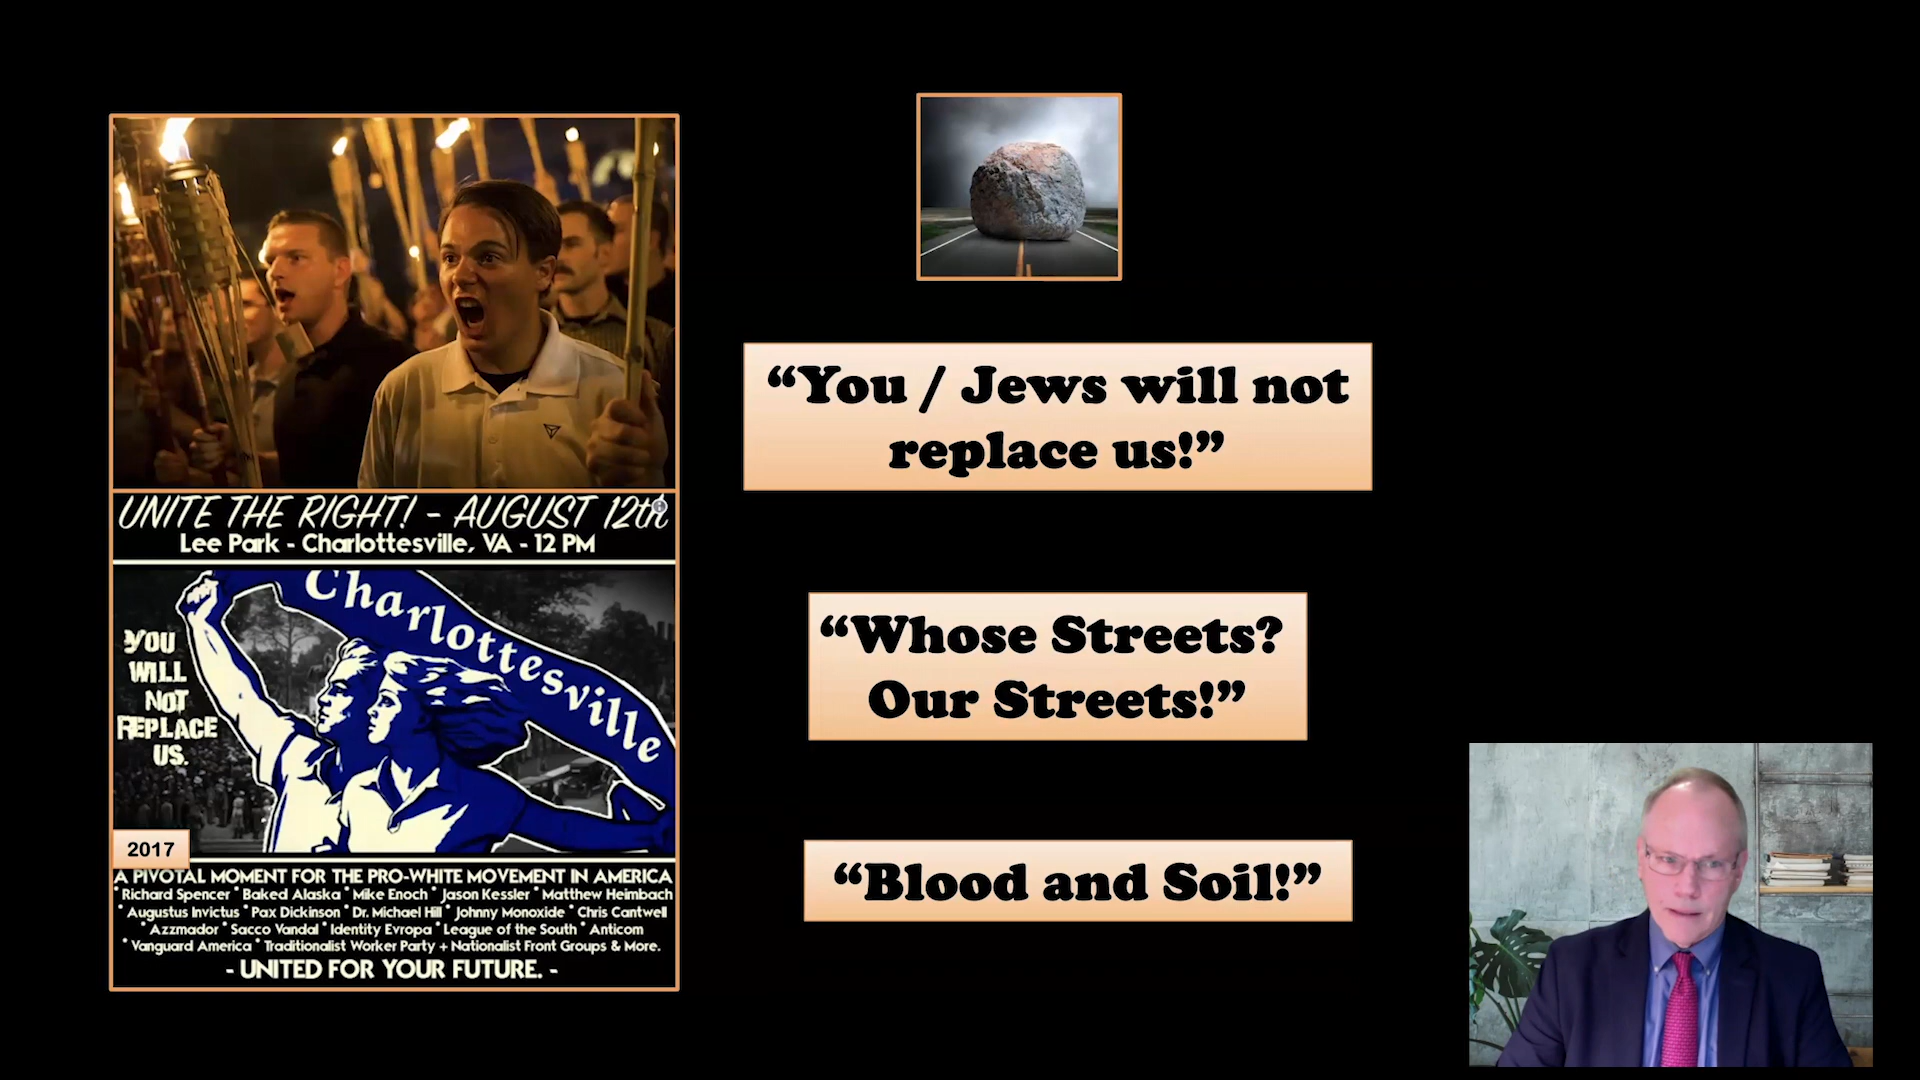 UNITE THE RIGHT! - AUGUST 12th
Lee Park - Charlottesville, VA - 12 PM
Charlottesville
YOU
WILL
NOT
REPLACE
US.
2017
A PIVOTAL MOMENT FOR THE PRO-WHITE MOVEMENT IN AMERICA
* Richard Spencer * Baked Alaska * Mike Enoch * Jason Kessler * Matthew Heimbach
* Augustus Invictus * Pax Dickinson * Dr. Michael Hill * Johnny Monoxide * Chris Cantwell
* Azzmador * Sacco Vandal * Identity Evropa * League of the South * Anticom
* Vanguard America * Traditionalist Worker Party + Nationalist Front Groups & More.
- UNITED FOR YOUR FUTURE. -
“You / Jews will not
replace us!”
“Whose Streets?
Our Streets!”
“Blood and Soil!”